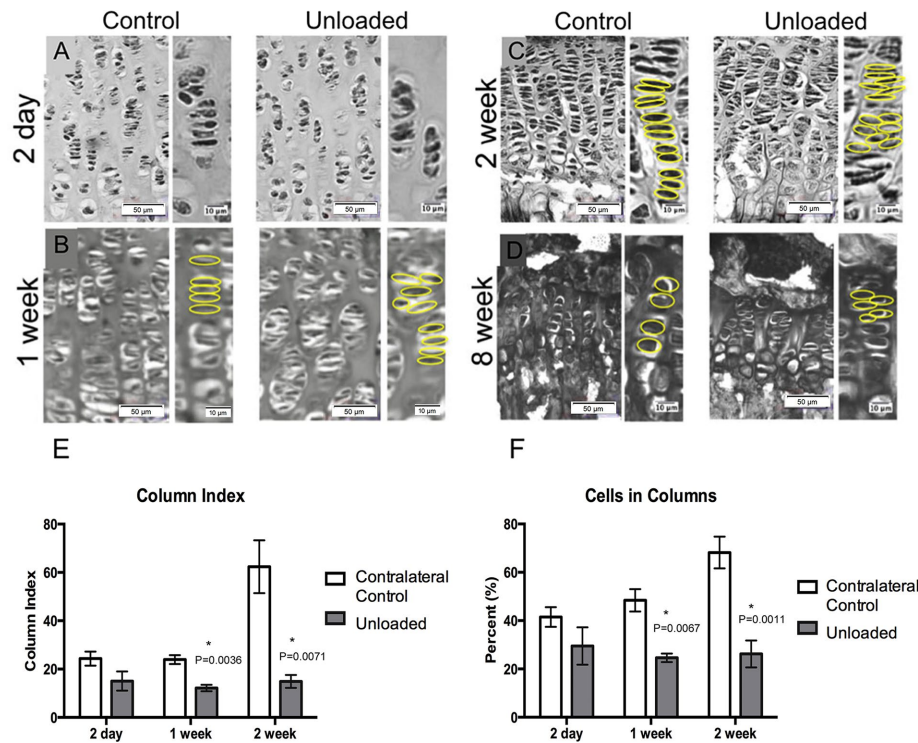 Control Unloaded Control Unloaded
A C
2 day 2 week
50 µm 10 µm 50 µm 10 µm 50 µm 10 µm 50 µm 10 µm
B D
1 week 8 week
50 µm 10 µm 50 µm 10 µm 50 µm 10 µm 50 µm 10 µm
E F
Column Index
80
60
40
20
0
Column Index
2 day 1 week 2 week
*
P=0.0036
*
P=0.0071
Contralateral
Control
Unloaded
Cells in Columns
80
60
40
20
0
Percent (%)
2 day 1 week 2 week
*
P=0.0067
*
P=0.0011
Contralateral
Control
Unloaded